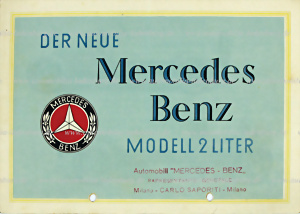 DER NEUE
Mercedes
Benz
MODELL 2 LITER
MERCEDES
BENZ
Automobili "MERCEDES - BENZ"
Milano - CARLO SAPORITI - Milano